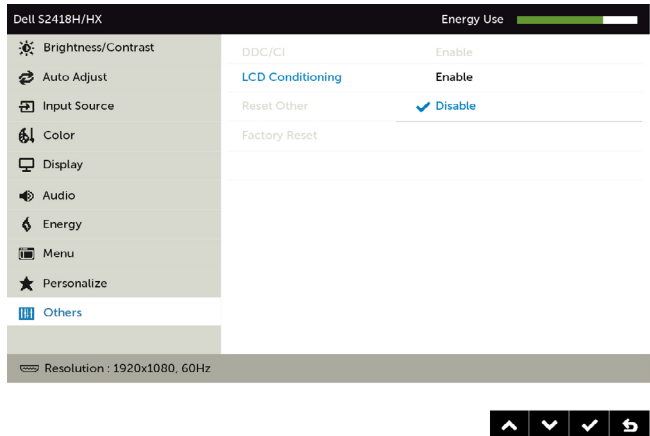 Dell S2418H/HX Energy Use
Brightness/Contrast DDC/CI Enable
Auto Adjust LCD Conditioning Enable
Input Source Reset Other Disable
Color Factory Reset
Display
Audio
Energy
Menu
Personalize
Others
Resolution : 1920x1080, 60Hz